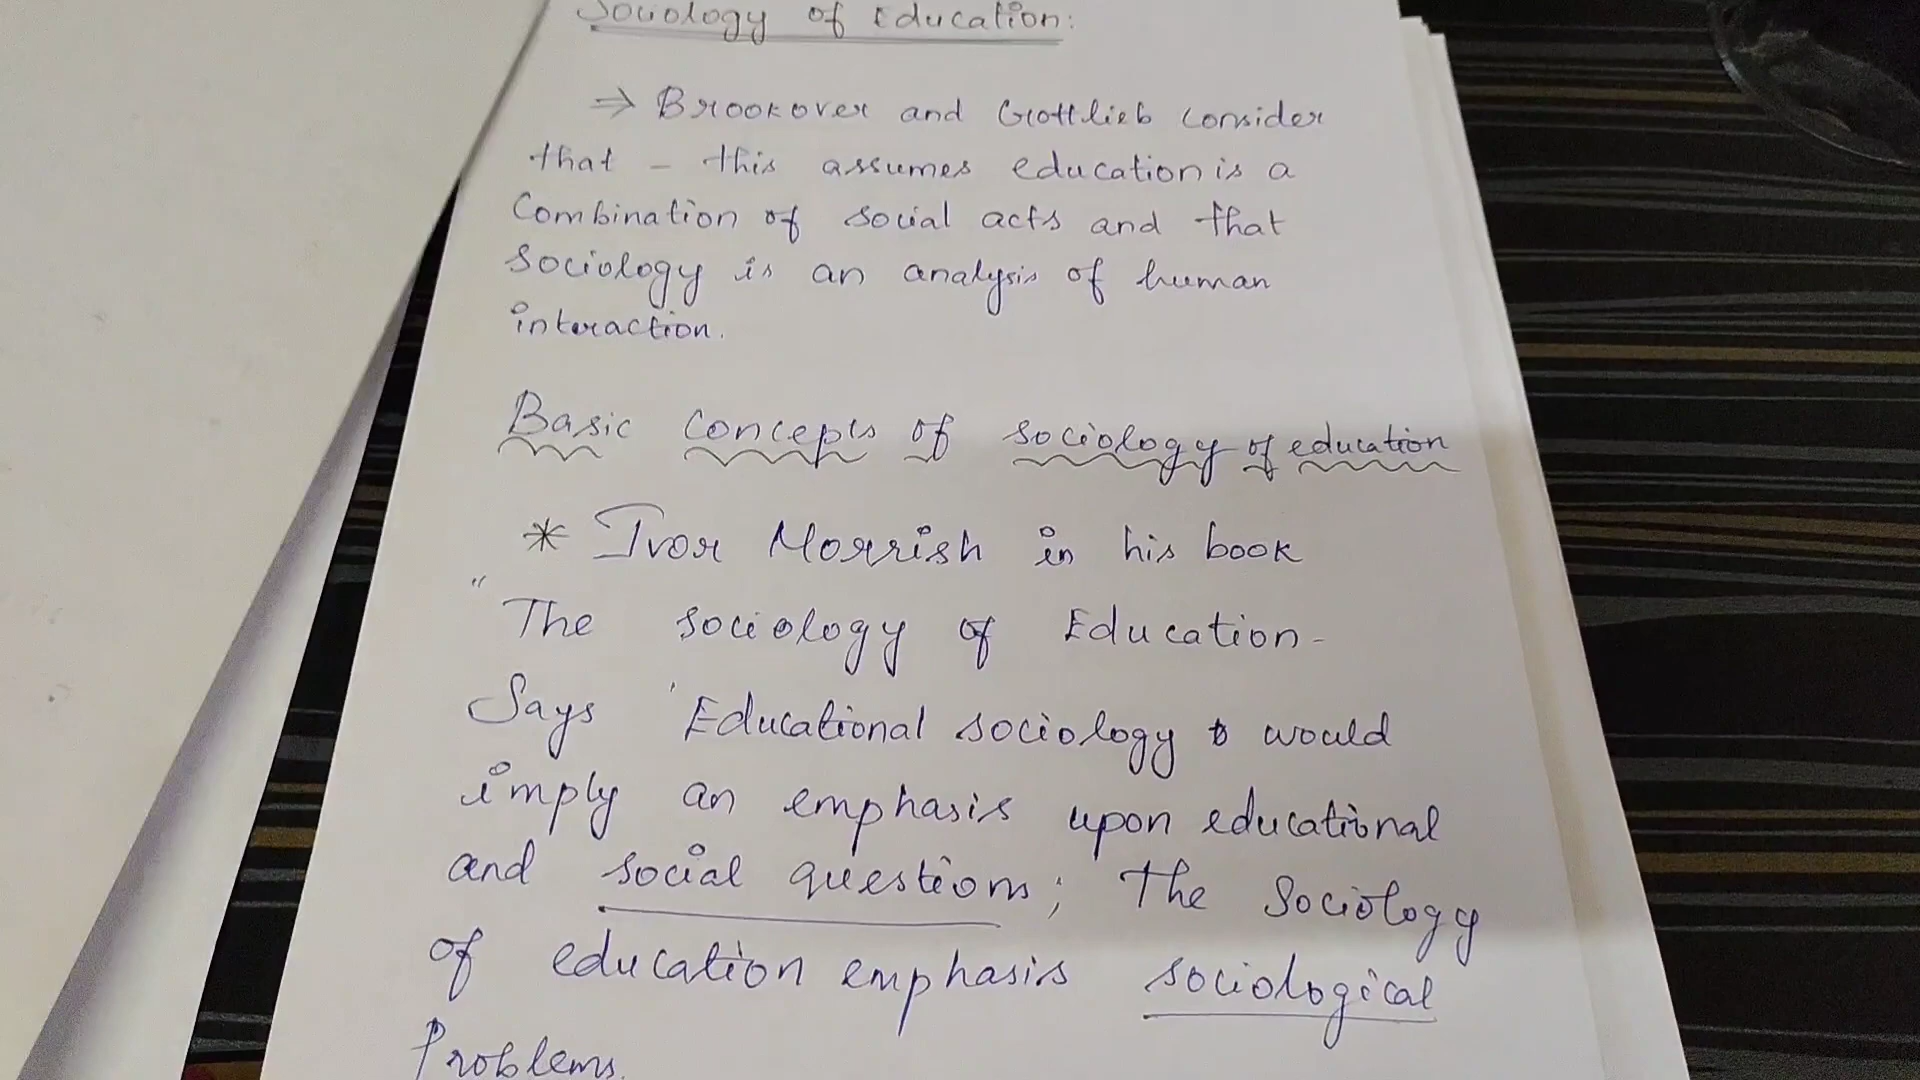 Sociology of Education:
⇒ Brookover and Gottlieb consider
that - this assumes education is a
Combination of social acts and that
Sociology is an analysis of human
interaction.
Basic concepts of sociology of education
* Ivor Morrish in his book
"The sociology of Education-
Says 'Educational sociology would
imply an emphasis upon educational
and social questions; The Sociology
of education emphasis sociological
Problems.